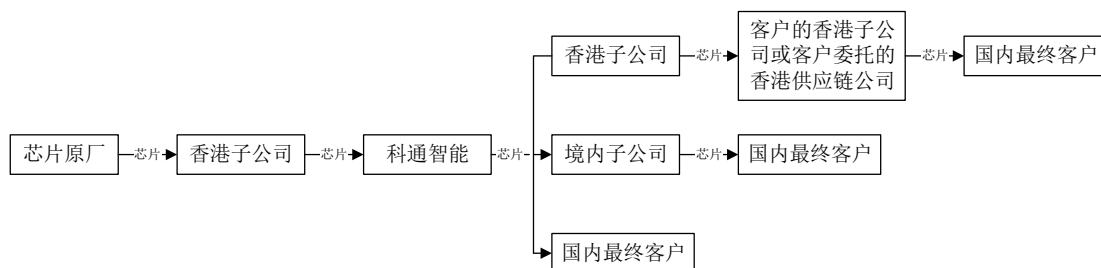 香港子公司
芯片
客户的香港子公
司或客户委托的
香港供应链公司
芯片
国内最终客户
芯片原厂
芯片
香港子公司
芯片
科通智能
芯片
境内子公司
芯片
国内最终客户
国内最终客户